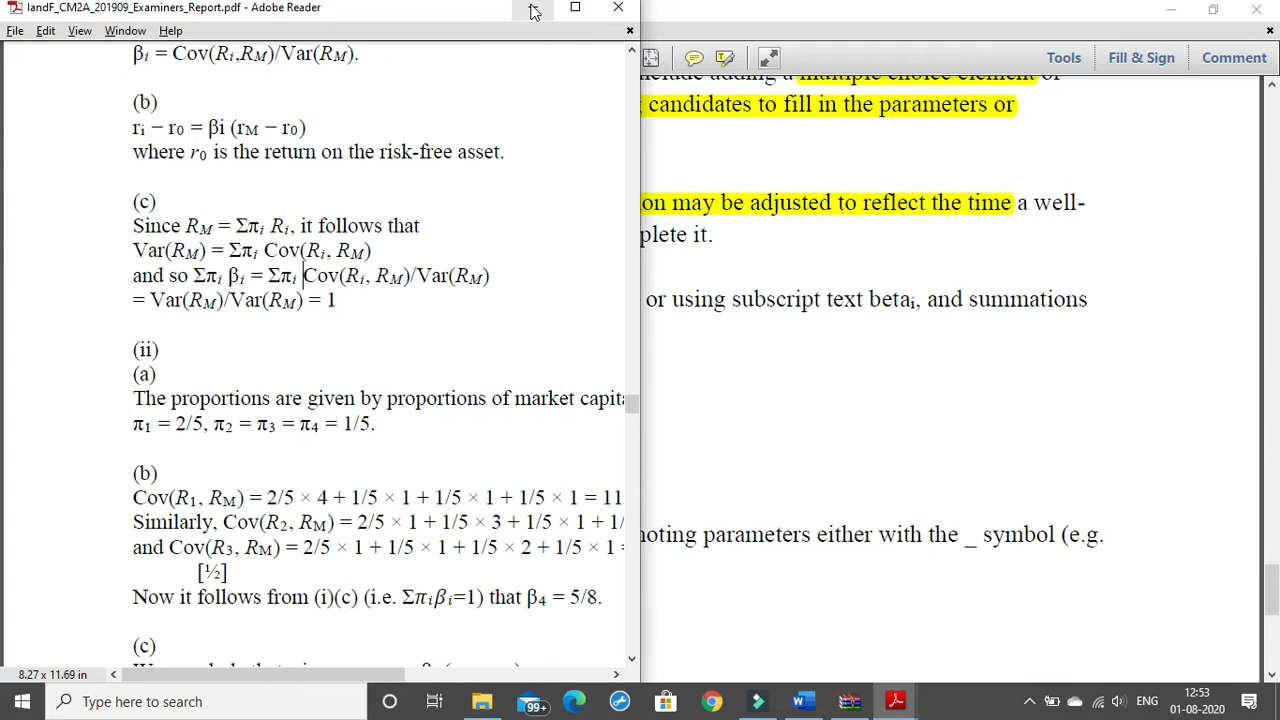 IandF_CM2A_201909_Examiners_Report.pdf - Adobe Reader
File Edit View Window Help
βi = Cov(Ri,RM)/Var(RM).
(b)
ri − r0 = βi (rM − r0)
where r0 is the return on the risk-free asset.
(c)
Since RM = Σπi Ri, it follows that
Var(RM) = Σπi Cov(Ri, RM)
and so Σπi βi = Σπi Cov(Ri, RM)/Var(RM)
= Var(RM)/Var(RM) = 1
(ii)
(a)
The proportions are given by proportions of market
π1 = 2/5, π2 = π3 = π4 = 1/5.
(b)
Cov(R1, RM) = 2/5 × 4 + 1/5 × 1 + 1/5 × 1 + 1/5 × 1 = 11
Similarly, Cov(R2, RM) = 2/5 × 1 + 1/5 × 3 + 1/5 × 1 + 1/
and Cov(R3, RM) = 2/5 × 1 + 1/5 × 1 + 1/5 × 2 + 1/5 × 1 =
[½]
Now it follows from (i)(c) (i.e. Σπiβi=1) that β4 = 5/8.
(c)
8.27 x 11.69 in
Tools Fill & Sign Comment
adding a multiple choice element or
candidates to fill in the parameters or
may be adjusted to reflect the time a well-
it.
or using subscript text betai, and summations
parameters either with the _ symbol (e.g.
Type here to search
99+
ENG
12:53
01-08-2020